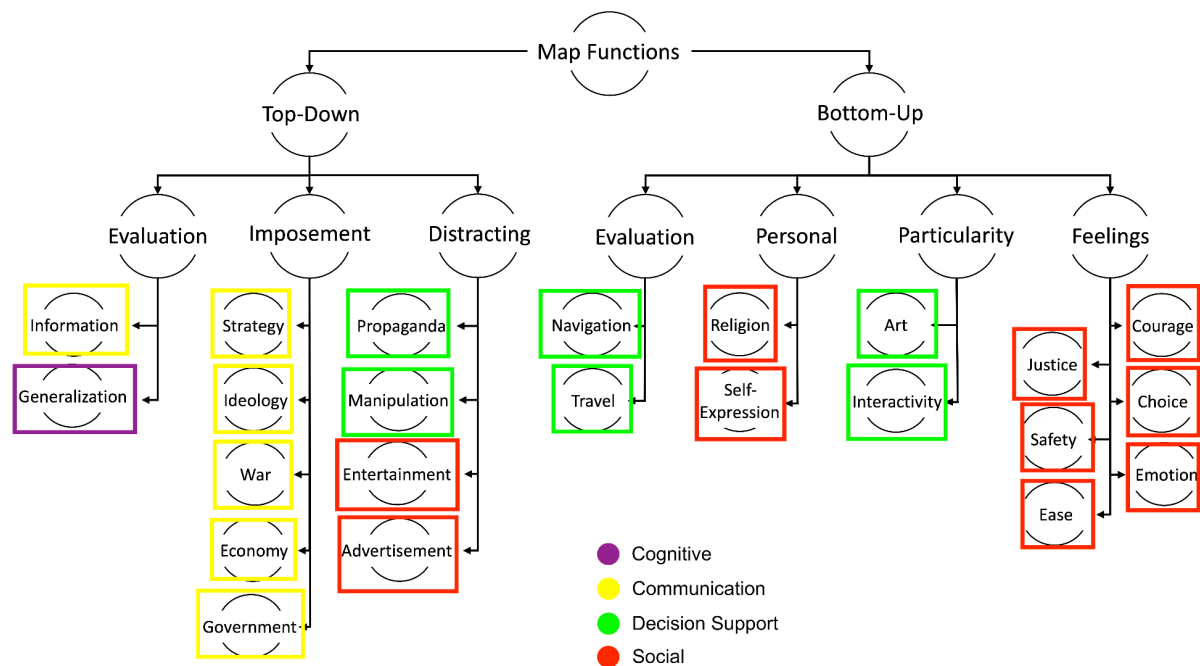 Map Functions
Top-Down
Bottom-Up
Evaluation
Imposement
Distracting
Evaluation
Personal
Particularity
Feelings
Information
Strategy
Propaganda
Navigation
Religion
Art
Courage
Justice
Generalization
Ideology
Manipulation
Travel
Self-
Expression
Interactivity
Choice
Safety
War
Entertainment
Emotion
Ease
Economy
Advertisement
Government
Cognitive
Communication
Decision Support
Social